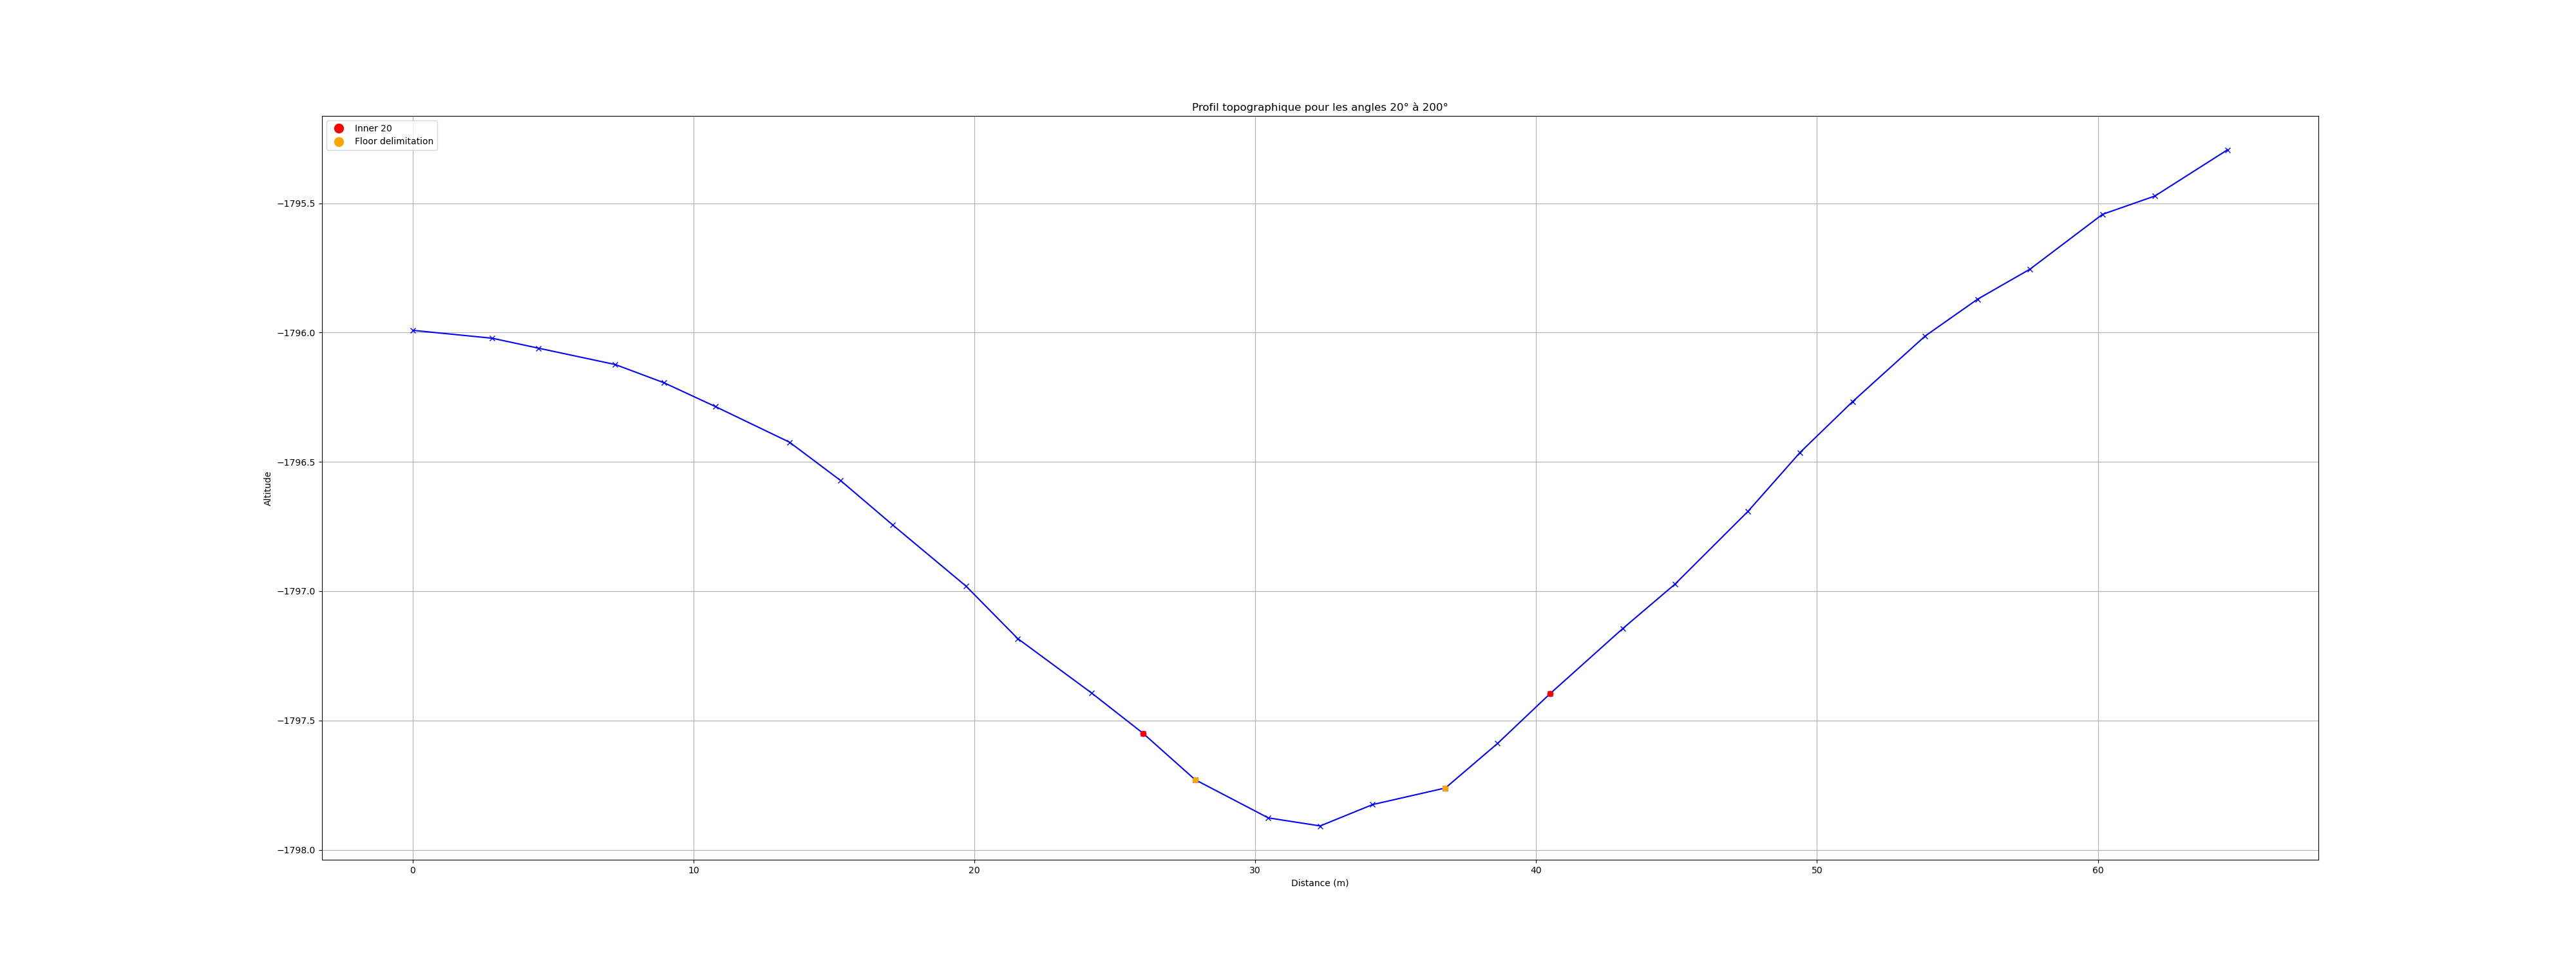 Profil topographique pour les angles 20° à 200°
Inner 20
Floor delimitation
−1795.5
−1796.0
−1796.5
−1797.0
−1797.5
−1798.0
Altitude
0 10 20 30 40 50 60
Distance (m)